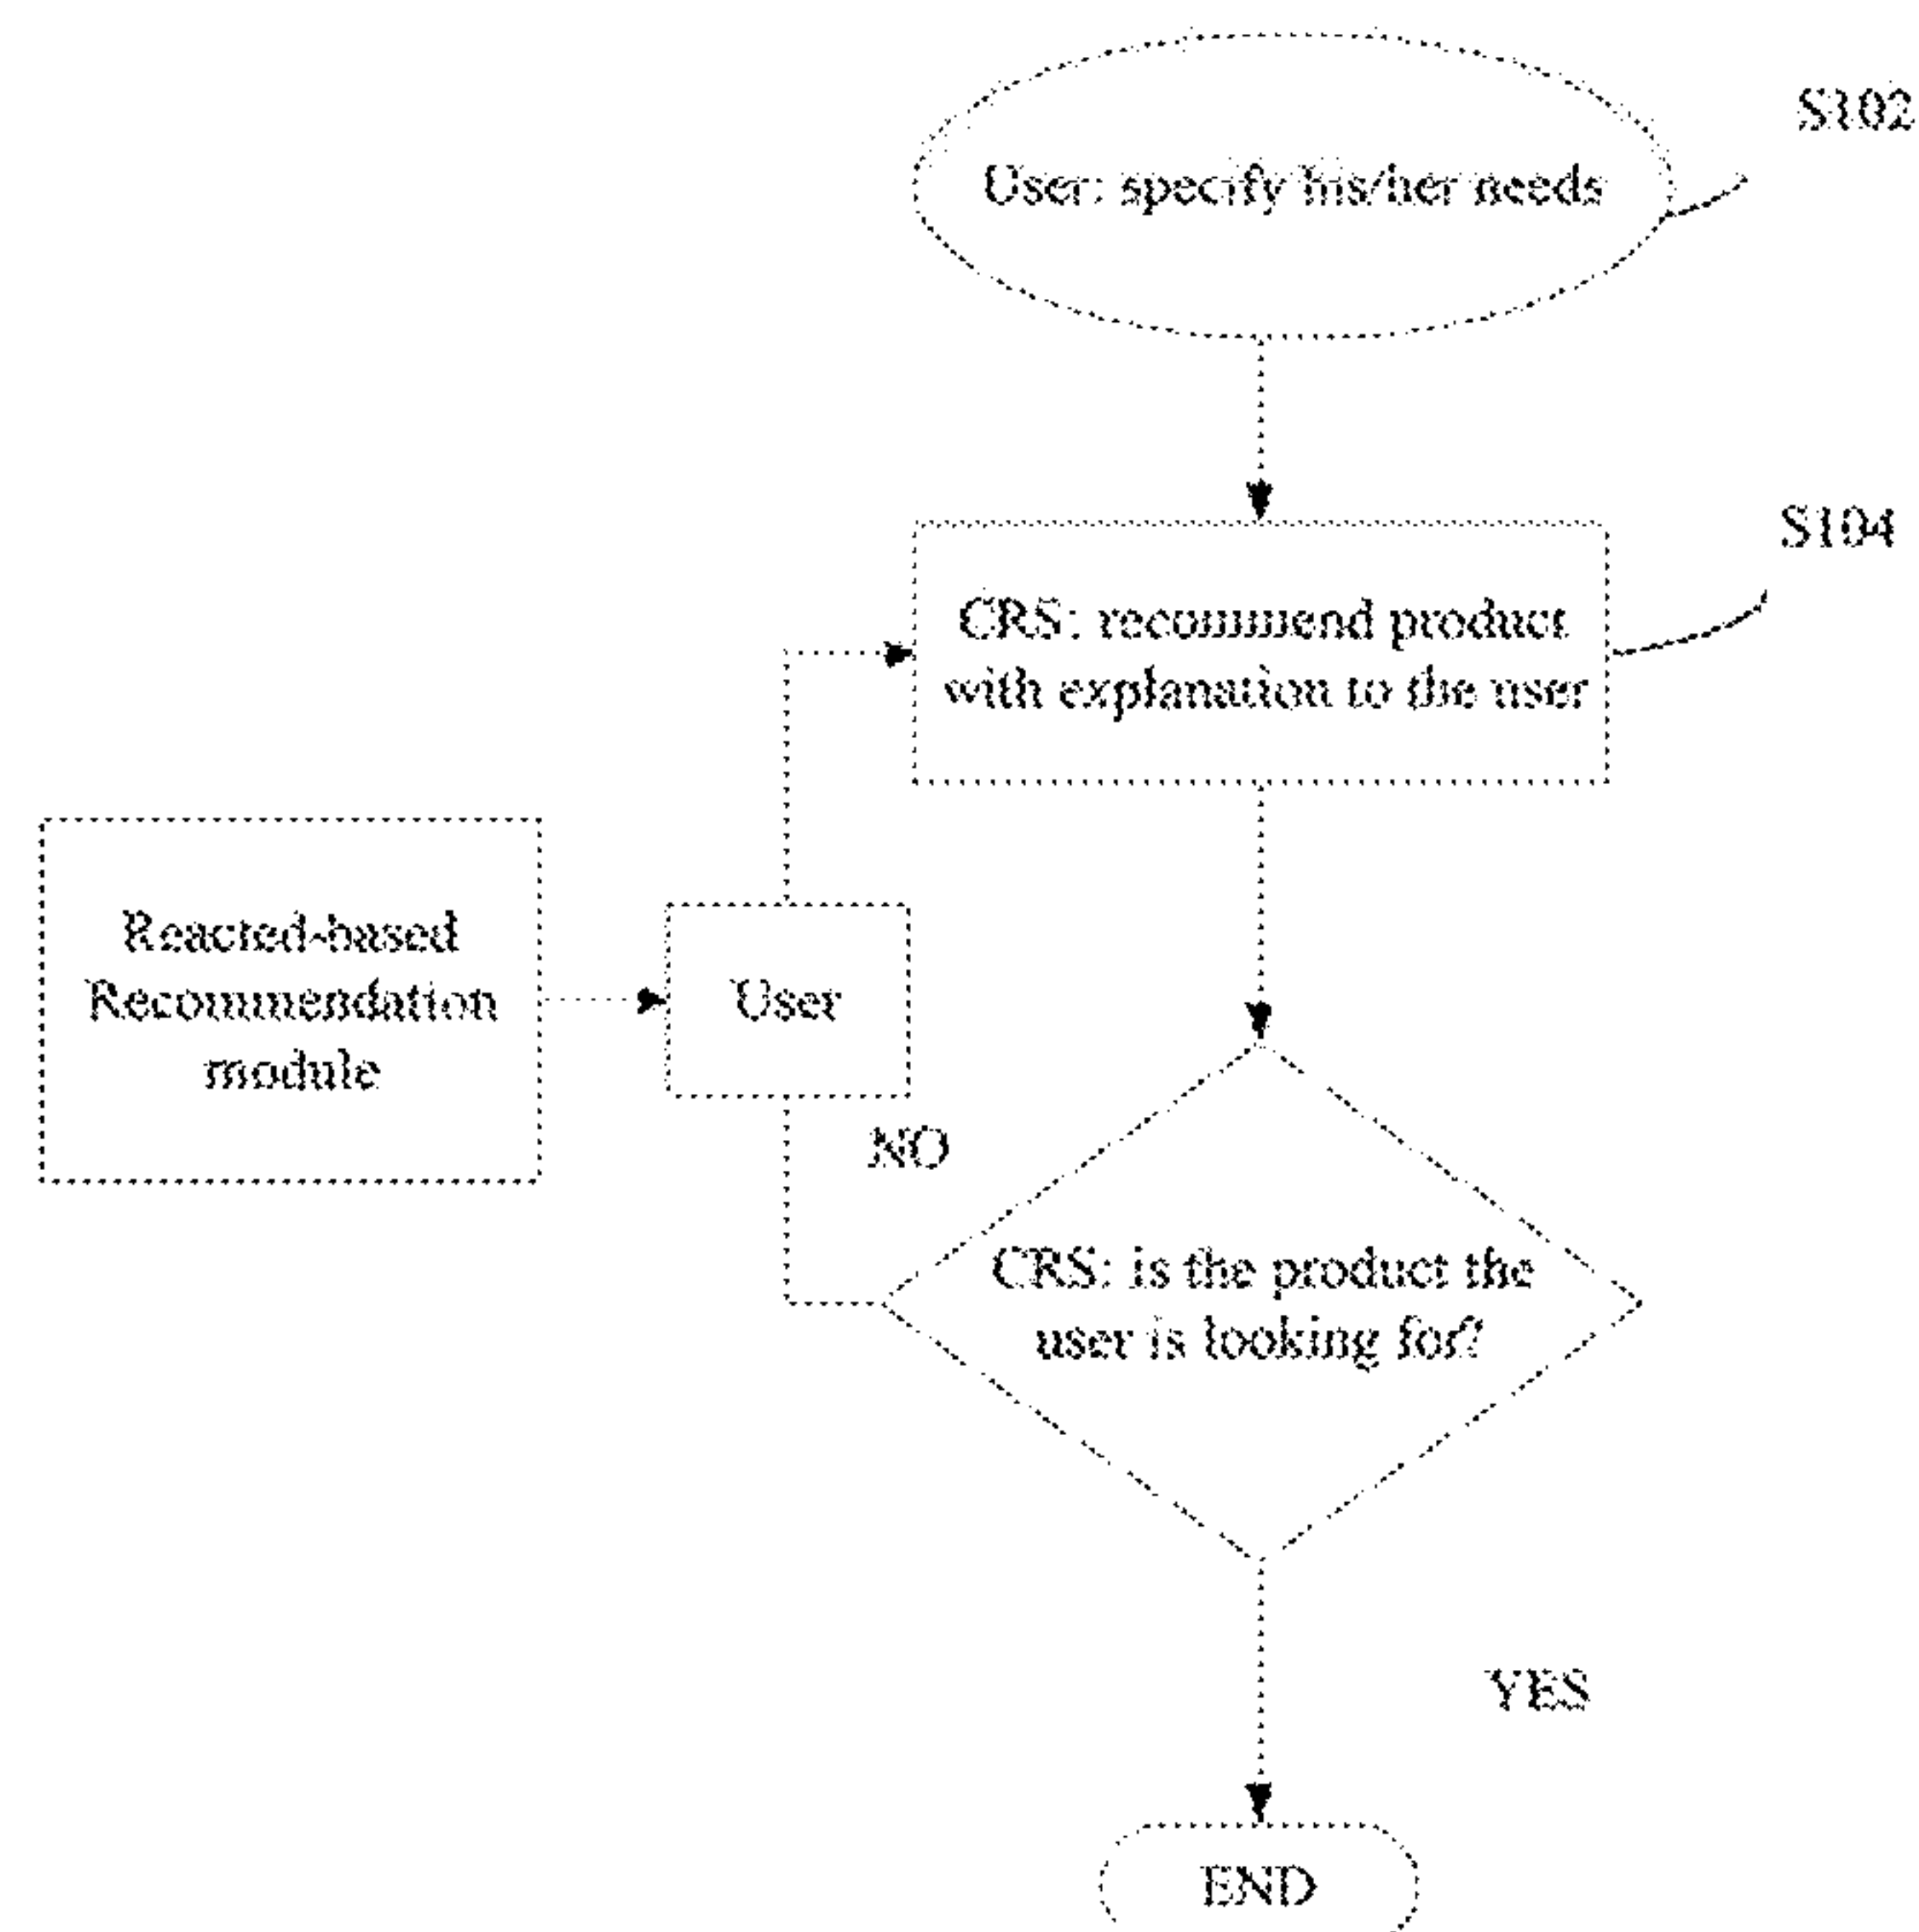 S102
User: specify his/her needs
S104
CRS: recommend product
with explanation to the user
Reacted-based
Recommendation
module
User
NO
CRS: is the product the
user is looking for?
YES
END